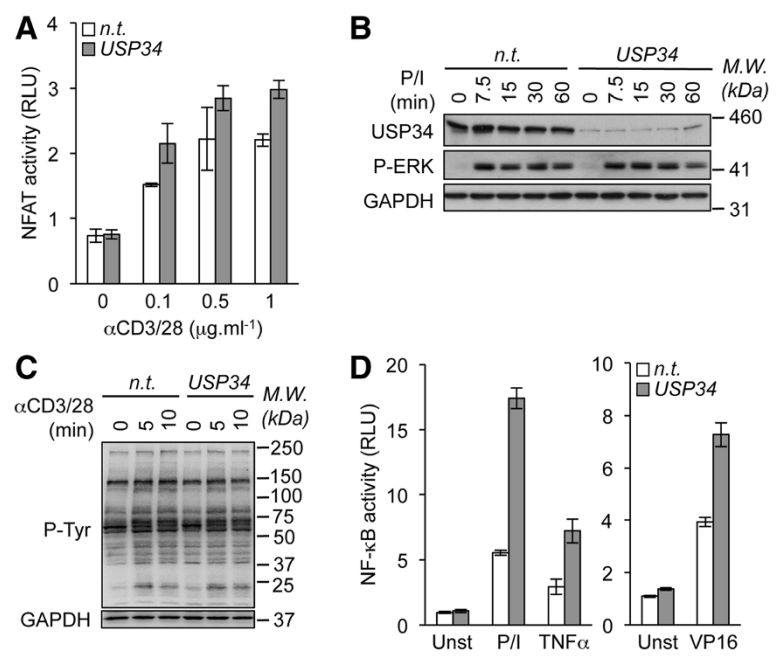 A
n.t.
USP34
NFAT activity (RLU)
4
3
2
1
0
0 0.1 0.5 1
αCD3/28 (μg.ml-1)
B
n.t. USP34 M.W.
P/I 0 7.5 15 30 60 0 7.5 15 30 60 (kDa)
(min)
460
USP34
P-ERK
41
GAPDH
31
C
n.t. USP34 M.W.
αCD3/28 0 5 10 0 5 10 (kDa)
(min)
250
150
100
75
P-Tyr
50
37
25
GAPDH 37
D
NF-κB activity (RLU)
20
15
10
5
0
Unst P/I TNFα
n.t.
USP34
10
8
6
4
2
0
Unst VP16